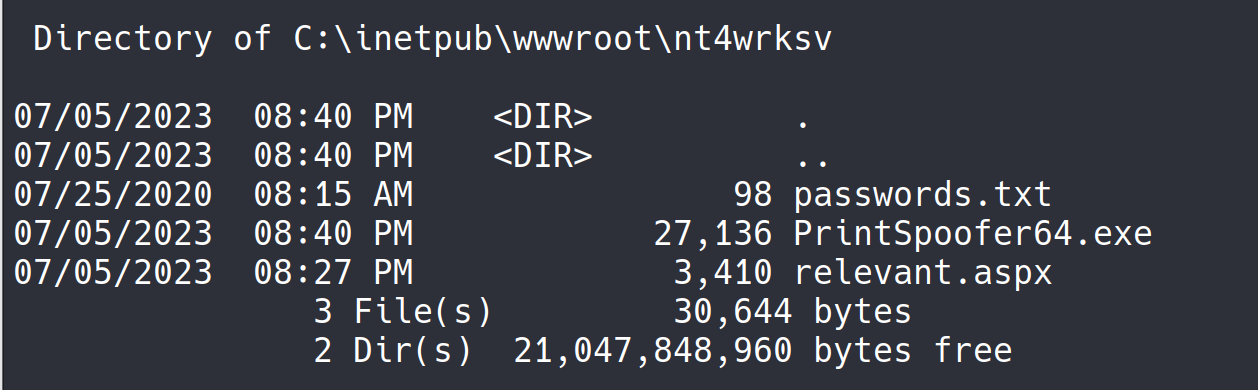 Directory of C:\inetpub\wwwroot\nt4wrksv
07/05/2023  08:40 PM    <DIR>          .
07/05/2023  08:40 PM    <DIR>          ..
07/25/2020  08:15 AM                98 passwords.txt
07/05/2023  08:40 PM            27,136 PrintSpoofer64.exe
07/05/2023  08:27 PM             3,410 relevant.aspx
               3 File(s)         30,644 bytes
               2 Dir(s)  21,047,848,960 bytes free